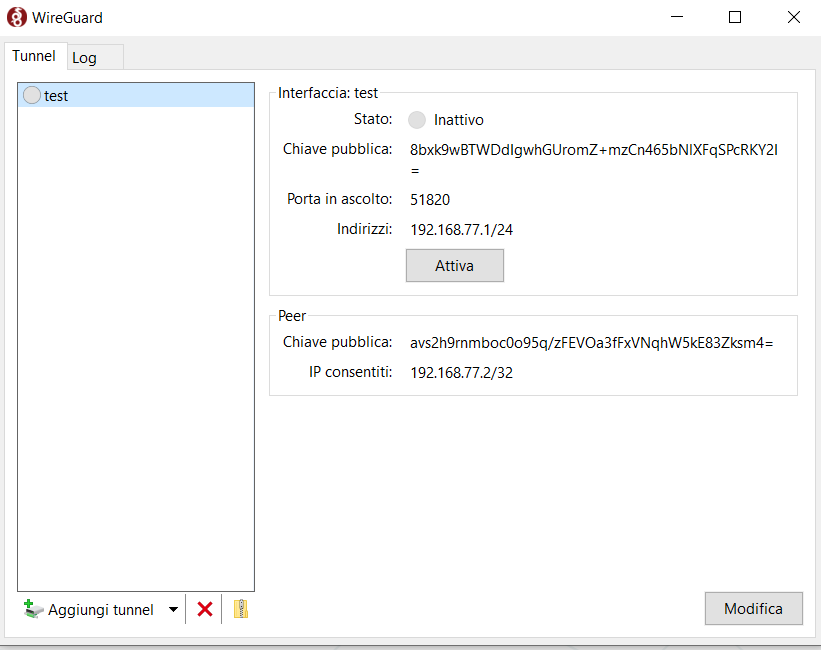 WireGuard
Tunnel
Log
test
Interfaccia: test
Stato: Inattivo
Chiave pubblica: 8bxk9wBTWDdIgwhGUromZ+mzCn465bNIXFqSPcRKY2I
=
Porta in ascolto: 51820
Indirizzi: 192.168.77.1/24
Attiva
Peer
Chiave pubblica: avs2h9rnmboc0o95q/zFEVOa3fFxVNqhW5kE83Zksm4=
IP consentiti: 192.168.77.2/32
Aggiungi tunnel
Modifica